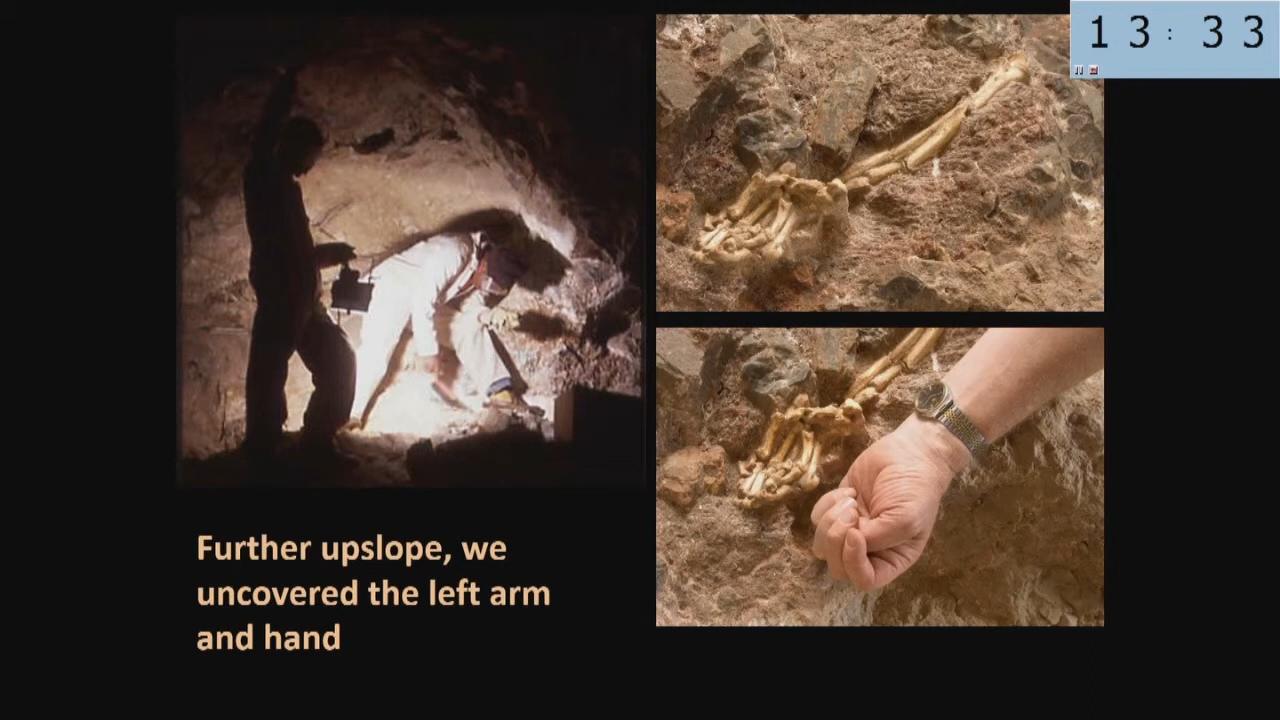 13:33
Further upslope, we
uncovered the left arm
and hand